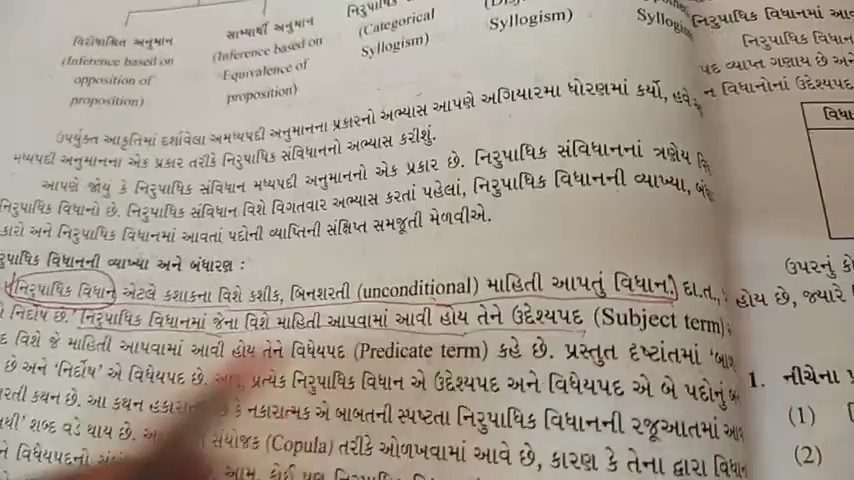 વિરોધાશ્રિત અનુમાન
(Inference based on
opposition of
proposition)
સામ્યાર્થી અનુમાન
(Inference based on
Equivalence of
proposition)
(Categorical
Syllogism)
Syllogism)
ઉપર્યુક્ત આકૃતિમાં દર્શાવેલા અમધ્યપદી અનુમાનના પ્રકારનો અભ્યાસ આપણે અગિયારમા ધોરણમાં કર્યો, હવે
મધ્યપદી અનુમાનના એક પ્રકાર તરીકે નિરુપાધિક સંવિધાનનો અભ્યાસ કરીશું.
આપણે જોયું કે નિરુપાધિક સંવિધાન મધ્યપદી અનુમાનનો એક પ્રકાર છે. નિરુપાધિક સંવિધાનનાં ત્રણેય
નિરુપાધિક વિધાનો છે. નિરુપાધિક સંવિધાન વિશે વિગતવાર અભ્યાસ કરતાં પહેલાં, નિરુપાધિક વિધાનની વ્યાખ્યા,
અને નિરુપાધિક વિધાનમાં આવતાં પદોની વ્યાપ્તિની સંક્ષિપ્ત સમજૂતી મેળવીએ.
વિધાનની વ્યાખ્યા અને બંધારણ :
નિરુપાધિક વિધાન એટલે કશાકના વિશે કશીક, બિનશરતી (unconditional) માહિતી આપતું વિધાન. દા.ત.,
નિર્દોષ છે. નિરુપાધિક વિધાનમાં જેના વિશે માહિતી આપવામાં આવી હોય તેને ઉદ્દેશ્યપદ (Subject term)
વિશે જે માહિતી આપવામાં આવી હોય તેને વિધેયપદ (Predicate term) કહે છે. પ્રસ્તુત દૃષ્ટાંતમાં
છે અને 'નિર્દોષ' એ વિધેયપદ છે. પ્રત્યેક નિરુપાધિક વિધાન એ ઉદ્દેશ્યપદ અને વિધેયપદ એ બે પદોનું
કથન છે. આ કથન કે નકારાત્મક એ બાબતની સ્પષ્ટતા નિરુપાધિક વિધાનની રજૂઆતમાં
શબ્દ વડે થાય છે. સંયોજક (Copula) તરીકે ઓળખવામાં આવે છે, કારણ કે તેના દ્વારા
વિધેયપદનો
નિરુપાધિક વિધાનમાં
નિરુપાધિક વિધાન
પદ વ્યાપ્ત ગણાય છે
વિધાનોનાં ઉદ્દેશ્યપદ
ઉપરનું
હોય છે, જ્યારે
1. નીચેના
(1)
(2)